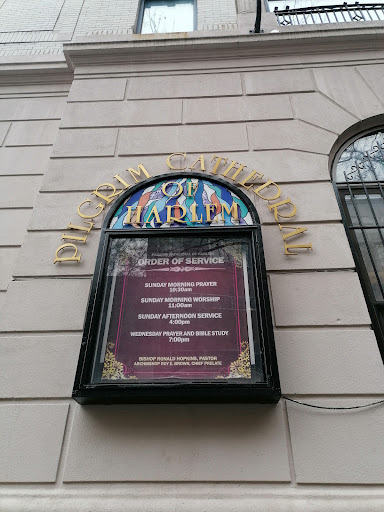 PILGRIM CATHEDRAL
OF
HARLEM
ORDER OF SERVICE
SUNDAY MORNING PRAYER
10:30am
SUNDAY MORNING WORSHIP
11:00am
SUNDAY AFTERNOON SERVICE
4:00pm
WEDNESDAY PRAYER AND BIBLE STUDY
7:00pm
BISHOP RONALD HOPKINS, PASTOR
ARCHBISHOP ROY E. BROWN, CHIEF PRELATE